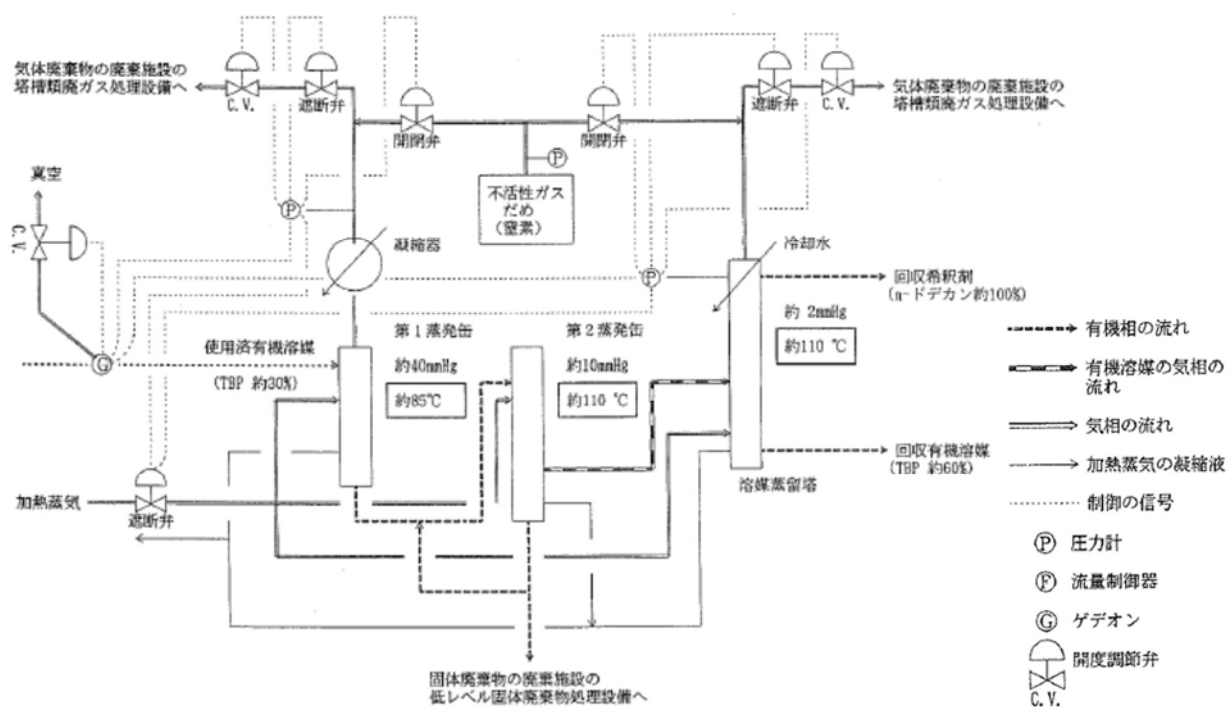 気体廃棄物の廃棄施設の
塔槽類廃ガス処理設備へ
C.V.
遮断弁
開閉弁
開閉弁
遮断弁
C.V.
気体廃棄物の廃棄施設の
塔槽類廃ガス処理設備へ
P
不活性ガス
だめ
(窒素)
真空
C.V.
P
凝縮器
P
冷却水
回収希釈剤
(n-ドデカン約100%)
第1蒸発缶
約40mmHg
約85℃
第2蒸発缶
約10mmHg
約110 ℃
約 2mmHg
約110 ℃
使用済有機溶媒
(TBP 約30%)
G
回収有機溶媒
(TBP 約60%)
溶媒蒸留塔
加熱蒸気
遮断弁
固体廃棄物の廃棄施設の
低レベル固体廃棄物処理設備へ
有機相の流れ
有機溶媒の気相の
流れ
気相の流れ
加熱蒸気の凝縮液
制御の信号
P 圧力計
F 流量制御器
G ゲデオン
開度調節弁
C.V.